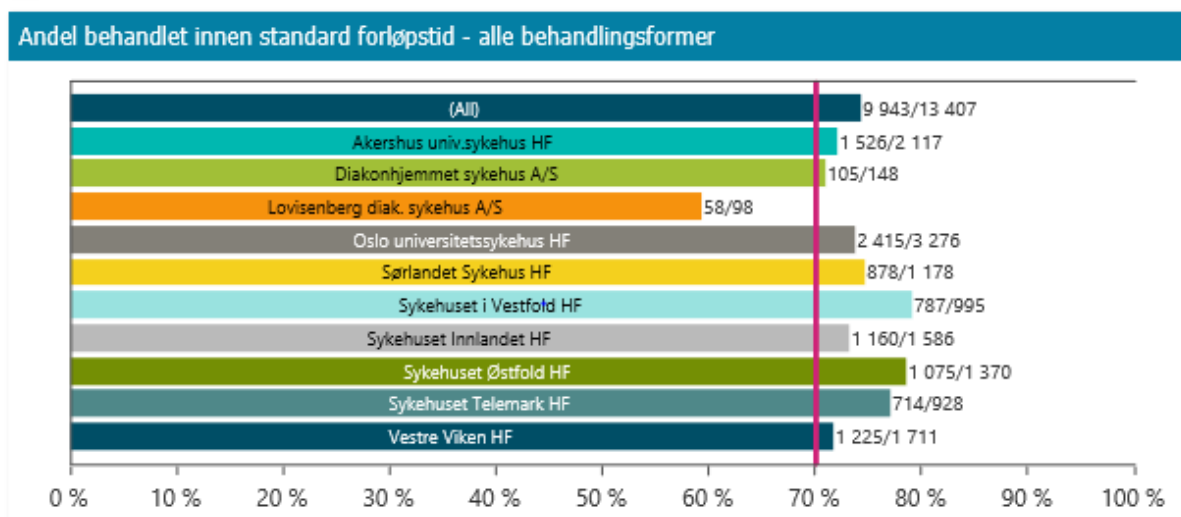 Andel behandlet innen standard forløpstid - alle behandlingsformer
(All) 9 943/13 407
Akershus univ.sykehus HF 1 526/2 117
Diakonhjemmet sykehus A/S 105/148
Lovisenberg diak. sykehus A/S 58/98
Oslo universitetssykehus HF 2 415/3 276
Sørlandet Sykehus HF 878/1 178
Sykehuset i Vestfold HF 787/995
Sykehuset Innlandet HF 1 160/1 586
Sykehuset Østfold HF 1 075/1 370
Sykehuset Telemark HF 714/928
Vestre Viken HF 1 225/1 711
0 % 10 % 20 % 30 % 40 % 50 % 60 % 70 % 80 % 90 % 100 %